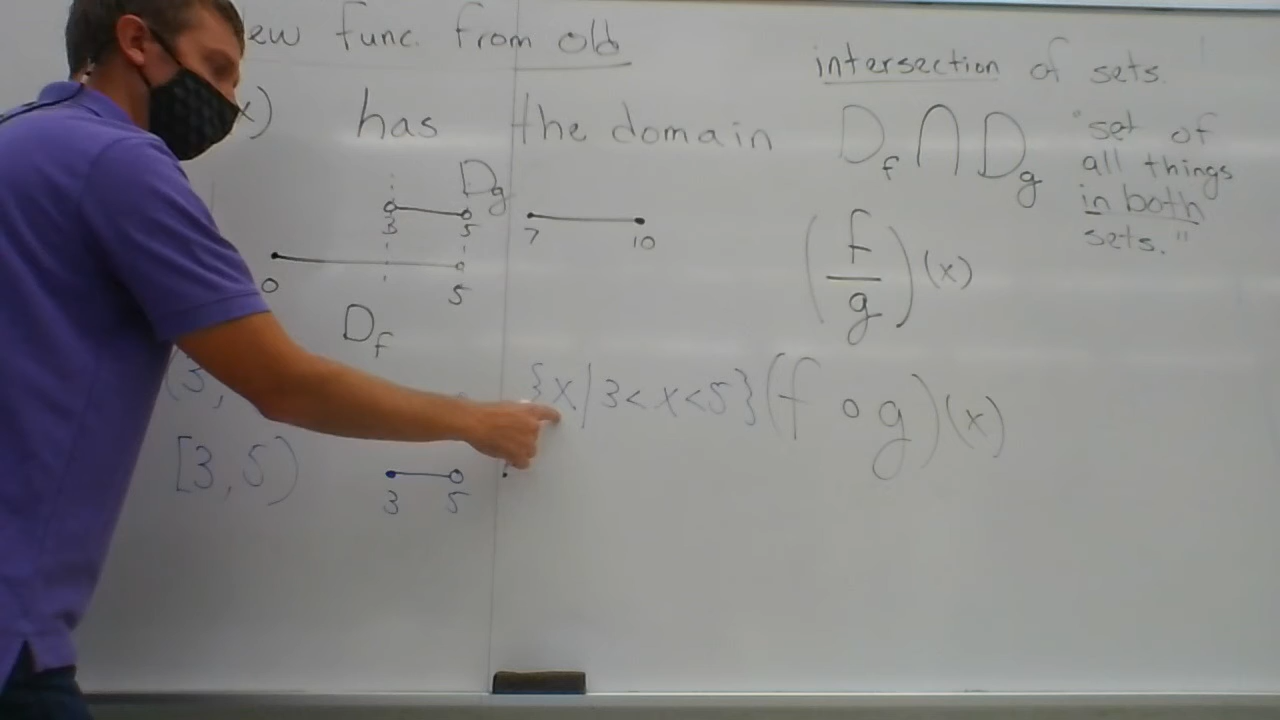 ew func. from old
x) has the domain
D_g
3 5 7 10
0 5
D_f
(3,
[3, 5)
3 5
{x | 3 < x < 5}
intersection of sets.
D_f ∩ D_g
"set of
all things
in both
sets."
(f/g)(x)
(f ∘ g)(x)